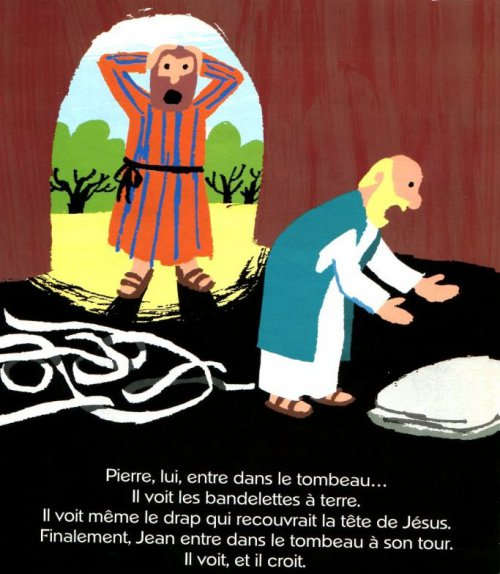 Pierre, lui, entre dans le tombeau...
Il voit les bandelettes à terre.
Il voit même le drap qui recouvrait la tête de Jésus.
Finalement, Jean entre dans le tombeau à son tour.
Il voit, et il croit.